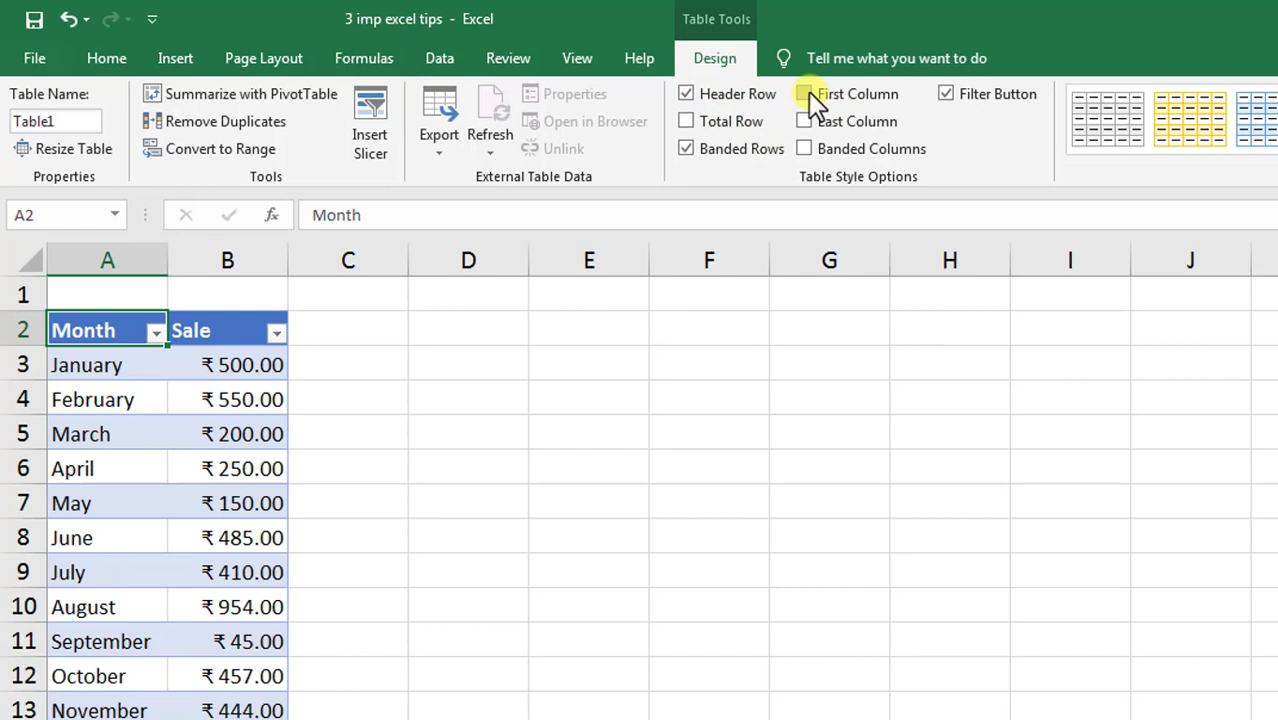 3 imp excel tips - Excel
Table Tools
File Home Insert Page Layout Formulas Data Review View Help Design Tell me what you want to do
Table Name:
Table1
Resize Table
Properties
Summarize with PivotTable
Remove Duplicates
Convert to Range
Tools
Insert
Slicer
Export
Refresh
Properties
Open in Browser
Unlink
External Table Data
Header Row
Total Row
Banded Rows
First Column
Last Column
Banded Columns
Filter Button
Table Style Options
A2
fx
Month
A B C D E F G H I J
1
2 Month Sale
3 January ₹ 500.00
4 February ₹ 550.00
5 March ₹ 200.00
6 April ₹ 250.00
7 May ₹ 150.00
8 June ₹ 485.00
9 July ₹ 410.00
10 August ₹ 954.00
11 September ₹ 45.00
12 October ₹ 457.00
13 November ₹ 444.00